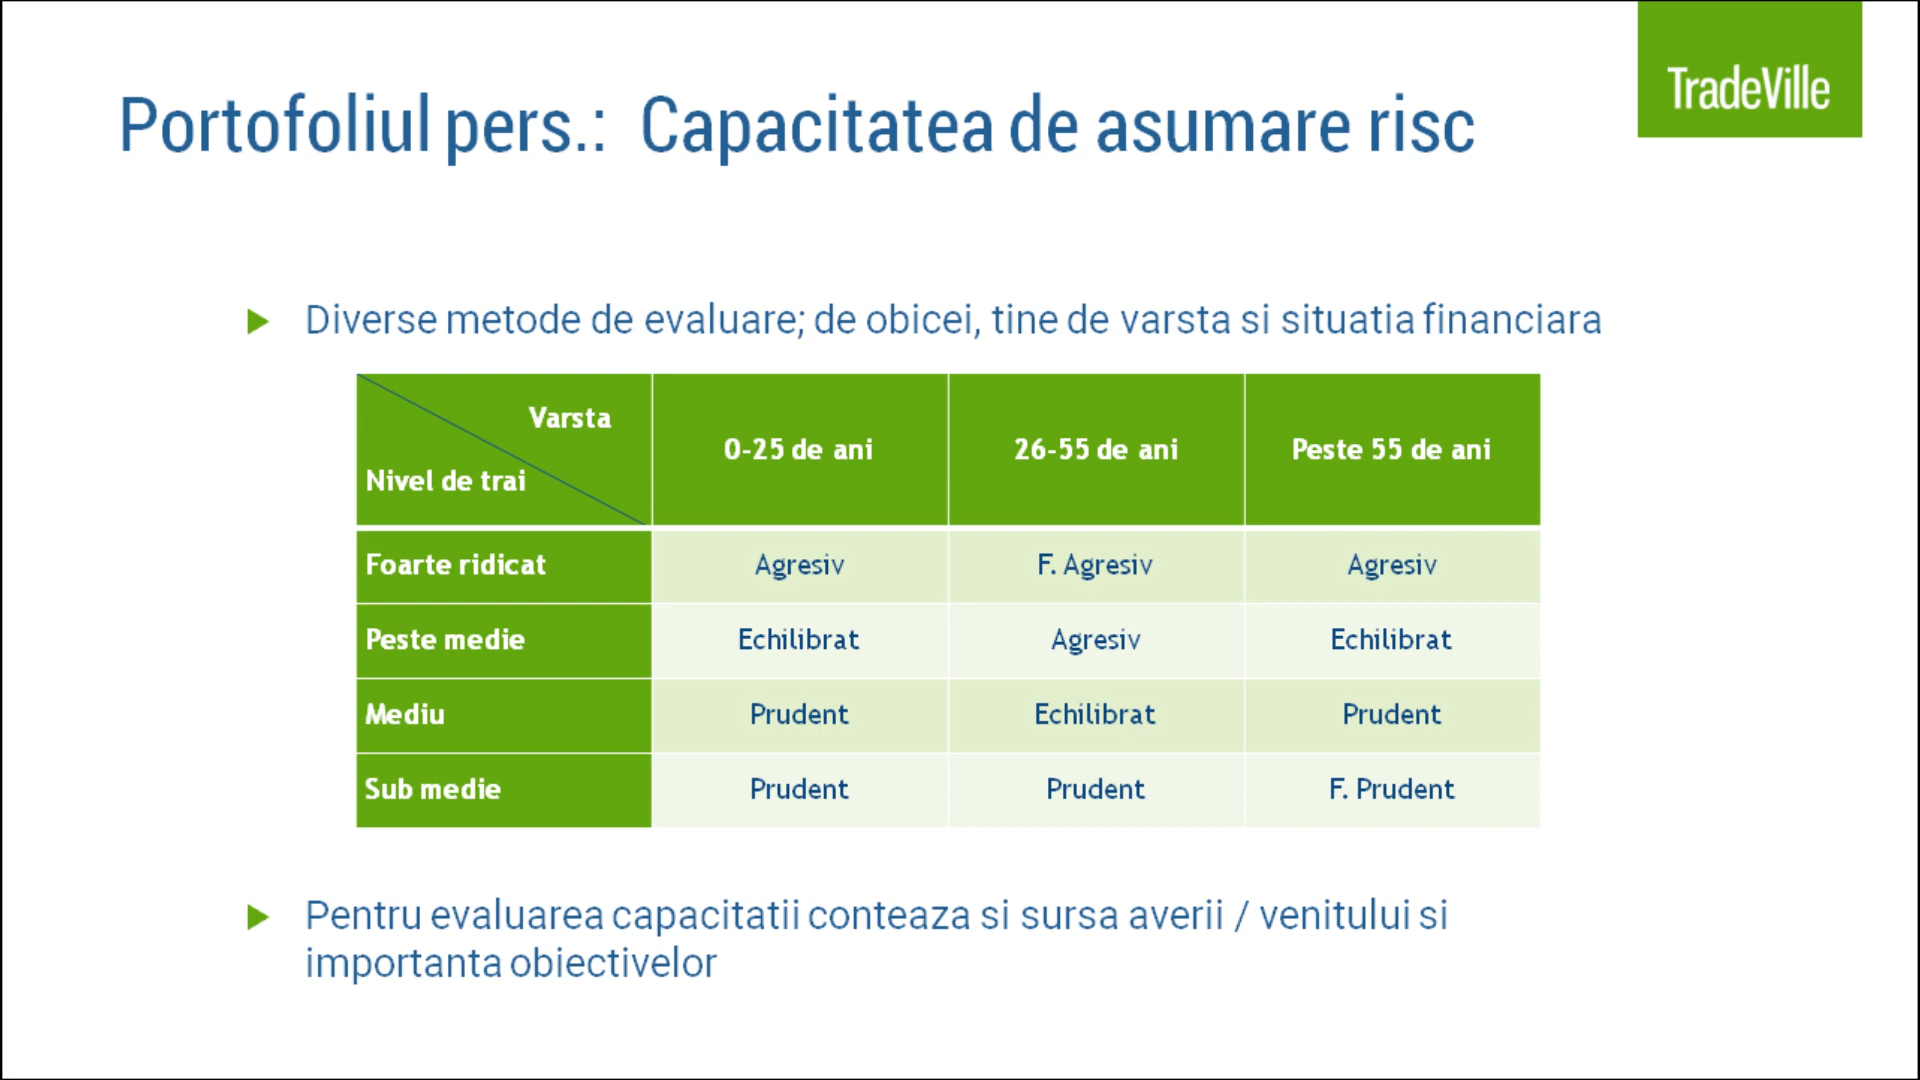 TradeVille
Portofoliul pers.: Capacitatea de asumare risc
Diverse metode de evaluare; de obicei, tine de varsta si situatia financiara
Varsta
Nivel de trai
0-25 de ani
26-55 de ani
Peste 55 de ani
Foarte ridicat
Agresiv
F. Agresiv
Agresiv
Peste medie
Echilibrat
Agresiv
Echilibrat
Mediu
Prudent
Echilibrat
Prudent
Sub medie
Prudent
Prudent
F. Prudent
Pentru evaluarea capacitatii conteaza si sursa averii / venitului si
importanta obiectivelor